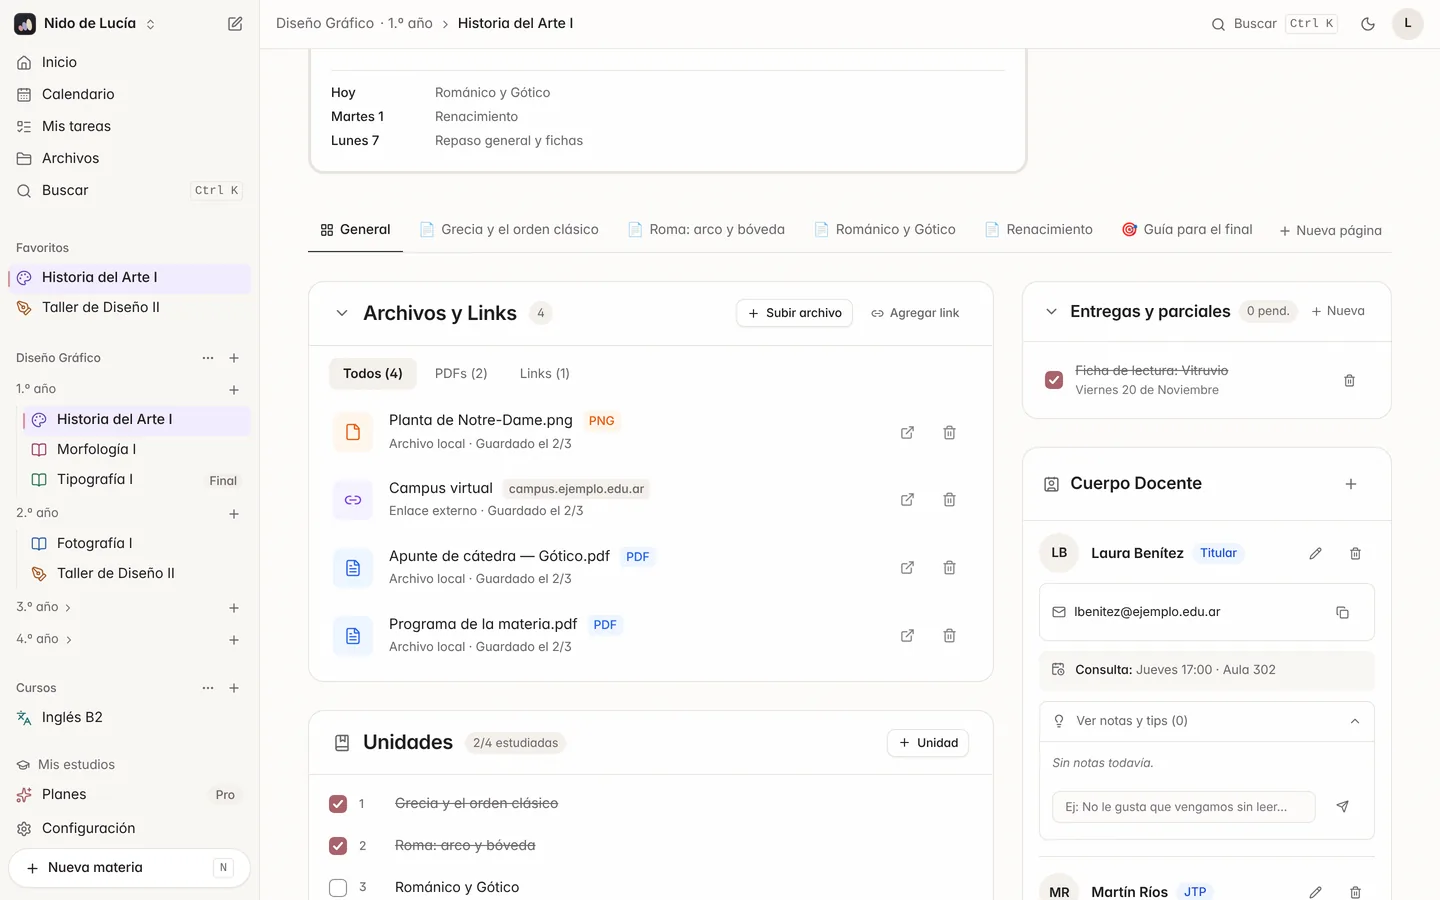 Nido de Lucía
Inicio
Calendario
Mis tareas
Archivos
Buscar Ctrl K
Favoritos
Historia del Arte I
Taller de Diseño II
Diseño Gráfico
1.º año
Historia del Arte I
Morfología I
Tipografía I Final
2.º año
Fotografía I
Taller de Diseño II
3.º año
4.º año
Cursos
Inglés B2
Mis estudios
Planes Pro
Configuración
Nueva materia N
Diseño Gráfico · 1.º año > Historia del Arte I
Buscar Ctrl K
L
Hoy Románico y Gótico
Martes 1 Renacimiento
Lunes 7 Repaso general y fichas
General Grecia y el orden clásico Roma: arco y bóveda Románico y Gótico Renacimiento Guía para el final + Nueva página
Archivos y Links 4 + Subir archivo Agregar link
Todos (4) PDFs (2) Links (1)
Planta de Notre-Dame.png PNG
Archivo local · Guardado el 2/3
Campus virtual campus.ejemplo.edu.ar
Enlace externo · Guardado el 2/3
Apunte de cátedra — Gótico.pdf PDF
Archivo local · Guardado el 2/3
Programa de la materia.pdf PDF
Archivo local · Guardado el 2/3
Unidades 2/4 estudiadas + Unidad
1 Grecia y el orden clásico
2 Roma: arco y bóveda
3 Románico y Gótico
Entregas y parciales 0 pend. + Nueva
Ficha de lectura: Vitruvio
Viernes 20 de Noviembre
Cuerpo Docente
LB Laura Benítez Titular
lbenitez@ejemplo.edu.ar
Consulta: Jueves 17:00 · Aula 302
Ver notas y tips (0)
Sin notas todavía.
Ej: No le gusta que vengamos sin leer...
MR Martín Ríos JTP